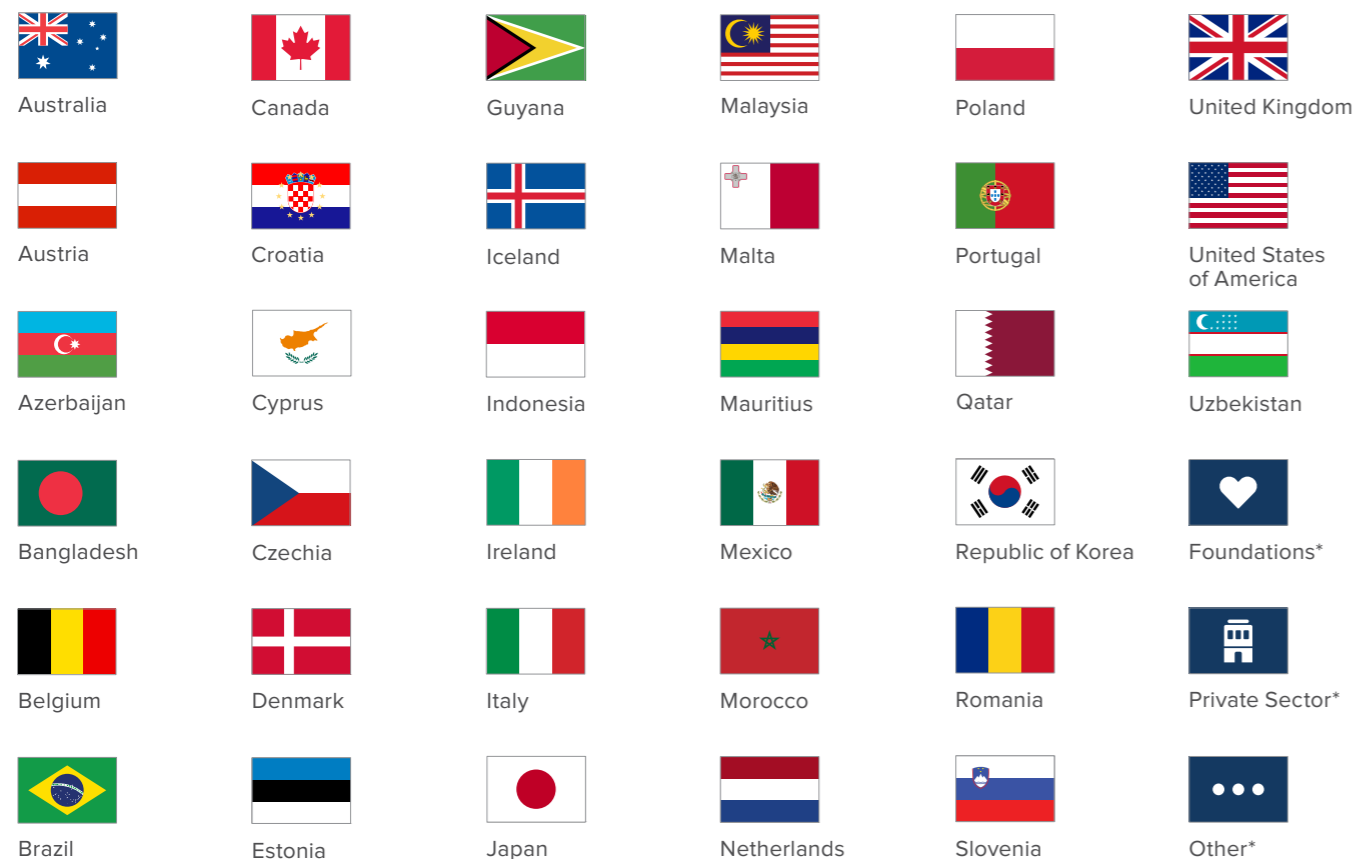 Australia
Canada
Guyana
Malaysia
Poland
United Kingdom
Austria
Croatia
Iceland
Malta
Portugal
United States
of America
Azerbaijan
Cyprus
Indonesia
Mauritius
Qatar
Uzbekistan
Bangladesh
Czechia
Ireland
Mexico
Republic of Korea
Foundations*
Belgium
Denmark
Italy
Morocco
Romania
Private Sector*
Brazil
Estonia
Japan
Netherlands
Slovenia
Other*